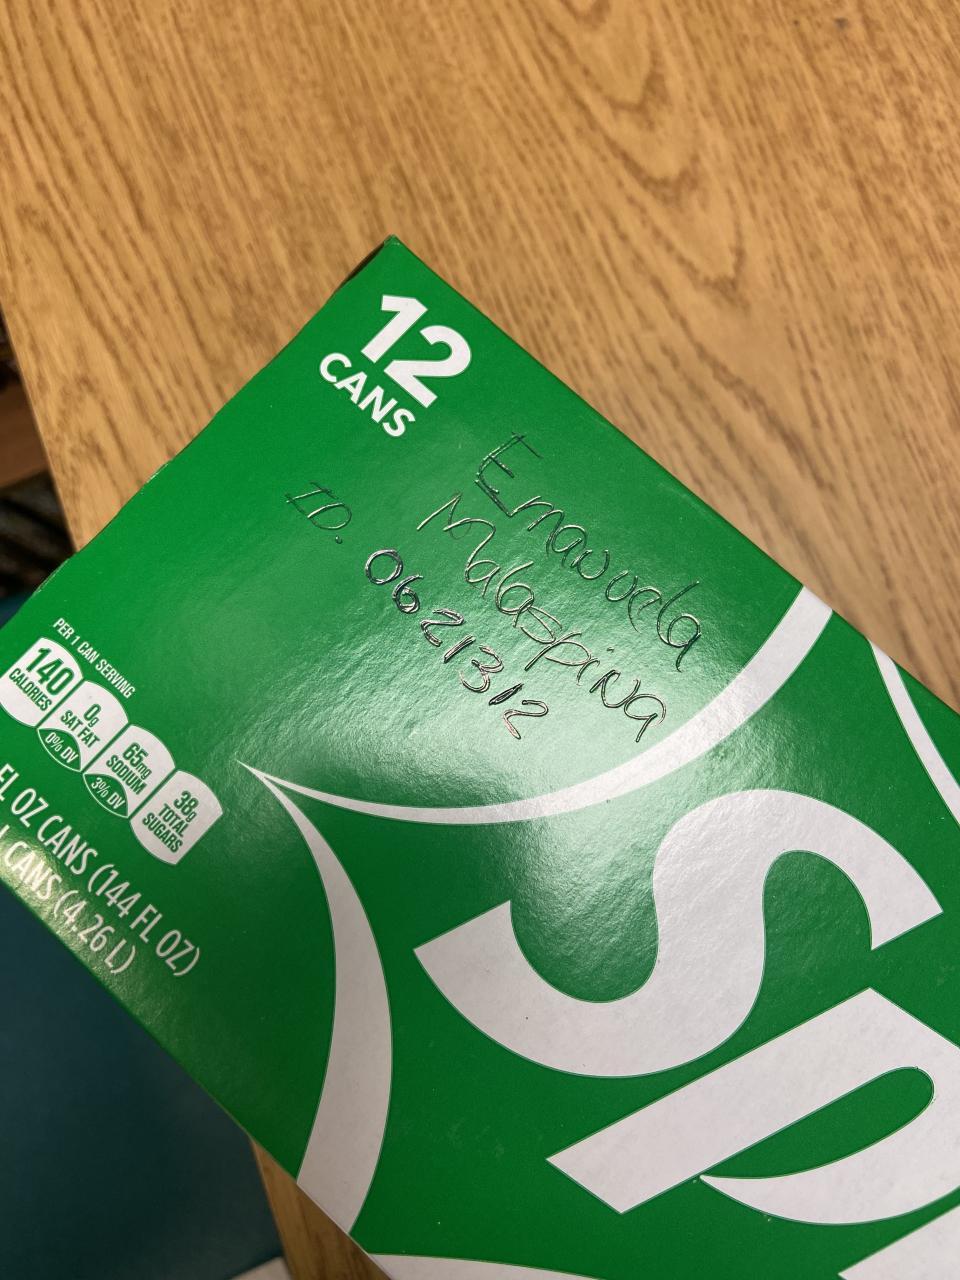 12
CANS
Emanuela
Malaspina
I.D. 0621312
PER 1 CAN SERVING
140 CALORIES
0g SAT FAT 0% DV
65mg SODIUM 3% DV
38g TOTAL SUGARS
FL OZ CANS (144 FL OZ)
CANS (4.26 L)
Sp